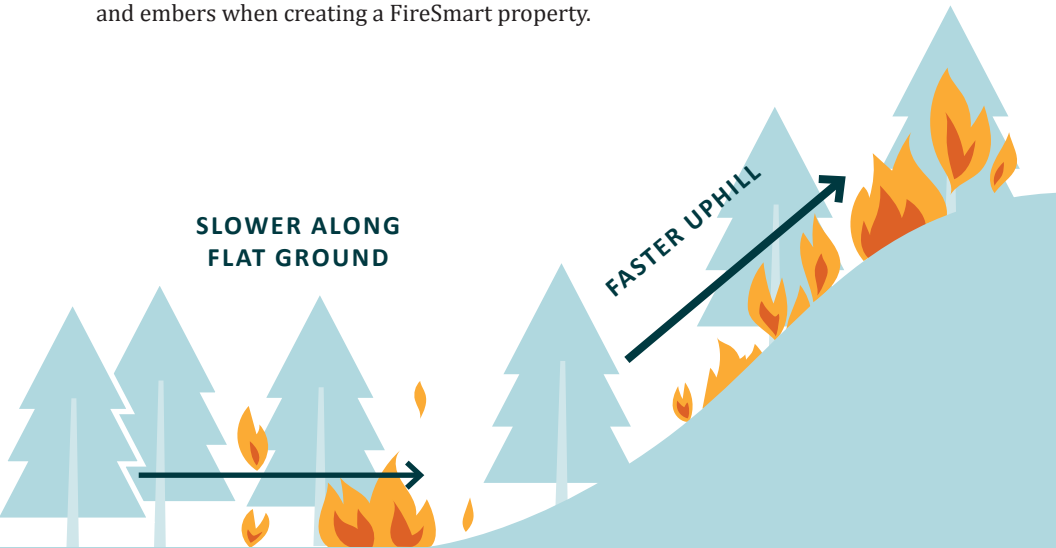 and embers when creating a FireSmart property.
SLOWER ALONG
FLAT GROUND
FASTER UPHILL